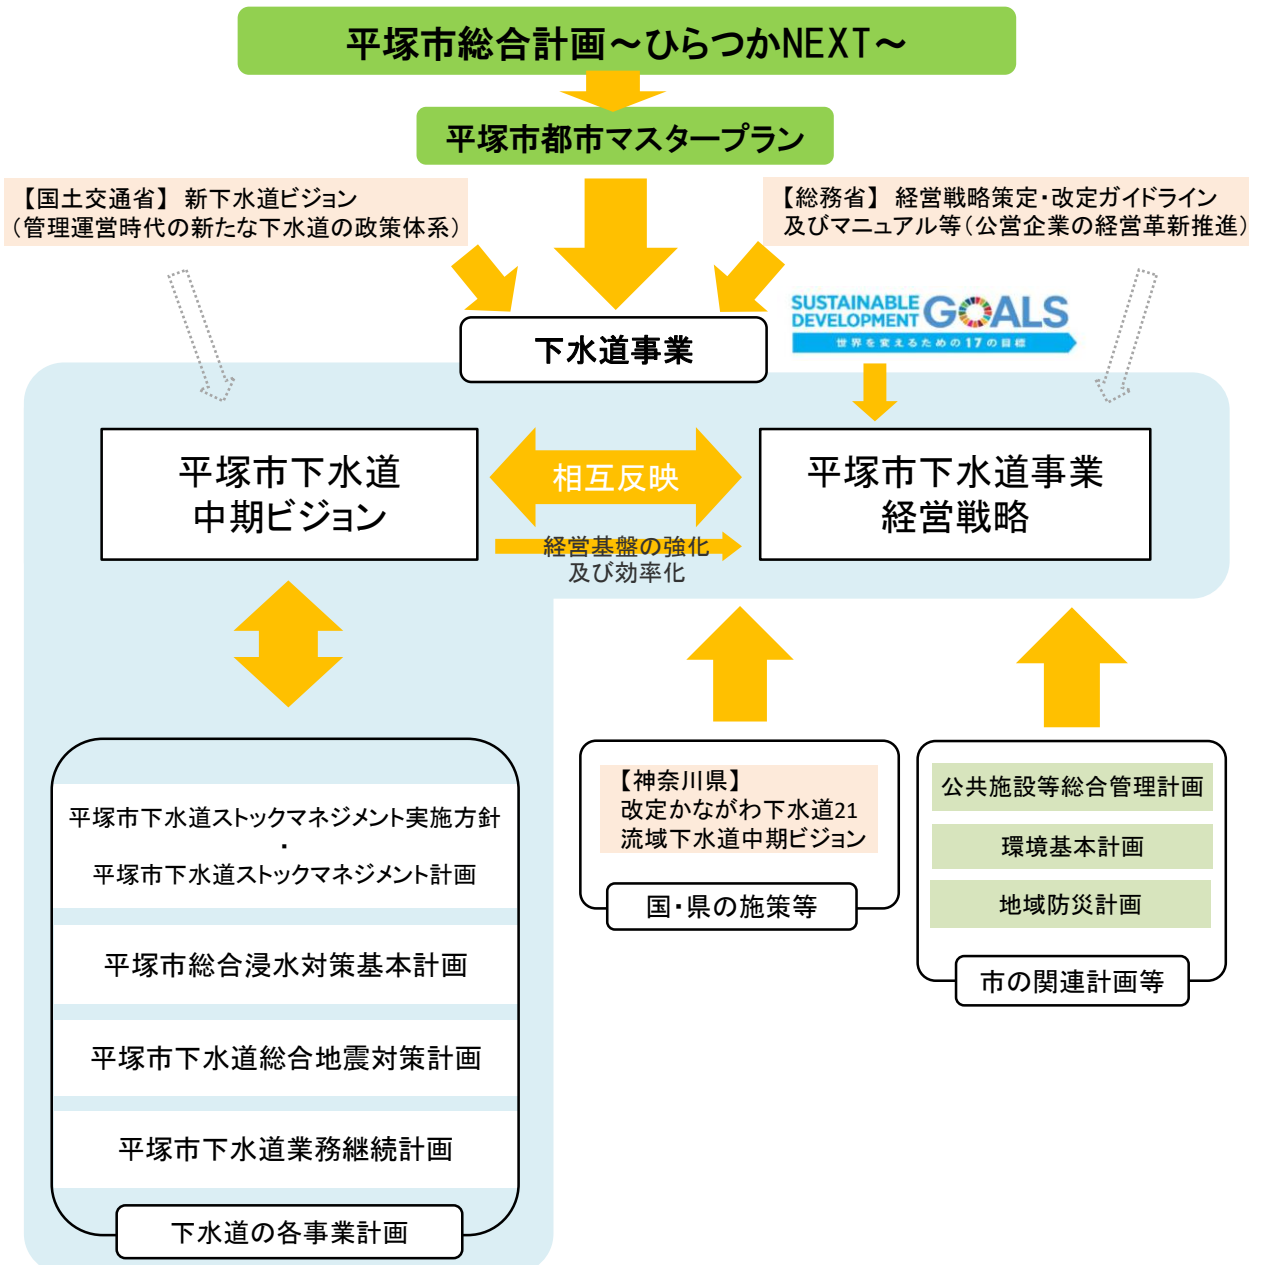 平塚市総合計画～ひらつかNEXT～
平塚市都市マスタープラン
【国土交通省】 新下水道ビジョン
（管理運営時代の新たな下水道の政策体系）
【総務省】 経営戦略策定・改定ガイドライン
及びマニュアル等（公営企業の経営革新推進）
SUSTAINABLE
DEVELOPMENT
GOALS
世界を変えるための17の目標
下水道事業
平塚市下水道
中期ビジョン
相互反映
経営基盤の強化
及び効率化
平塚市下水道事業
経営戦略
平塚市下水道ストックマネジメント実施方針
・
平塚市下水道ストックマネジメント計画
平塚市総合浸水対策基本計画
平塚市下水道総合地震対策計画
平塚市下水道業務継続計画
下水道の各事業計画
【神奈川県】
改定かながわ下水道21
流域下水道中期ビジョン
国・県の施策等
公共施設等総合管理計画
環境基本計画
地域防災計画
市の関連計画等